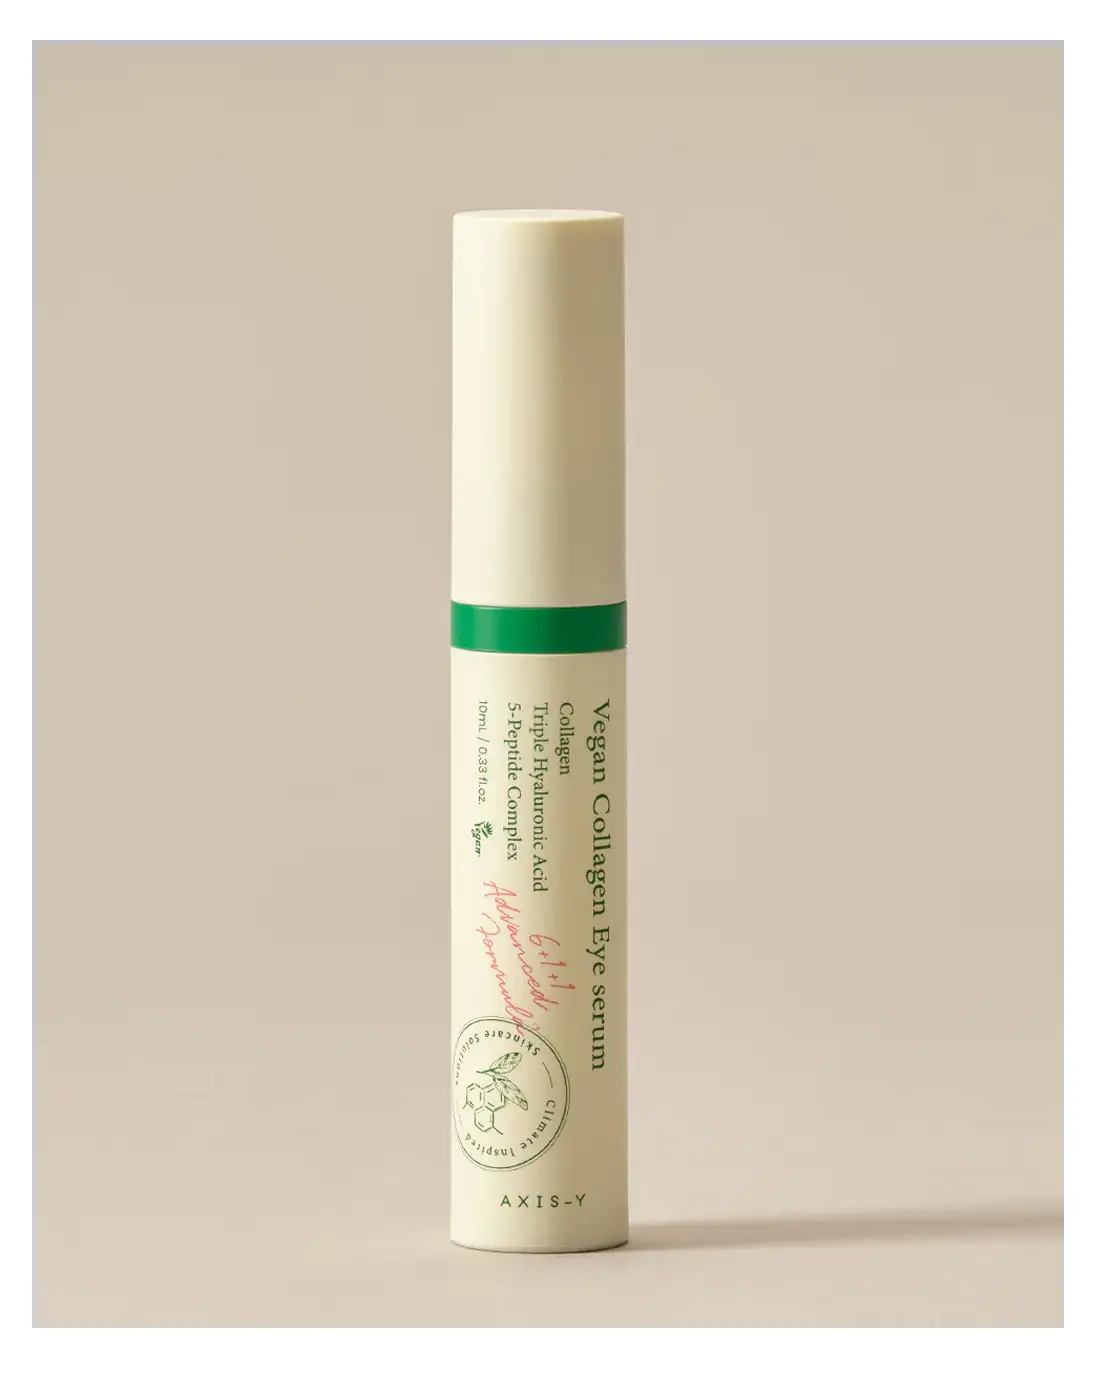 Vegan Collagen Eye serum
Collagen
Triple Hyaluronic Acid
5-Peptide Complex
10mL / 0.33 fl.oz.
Vegan
6+1+1
Advanced
Formula
Climate Inspired
Skincare Solutions
AXIS-Y